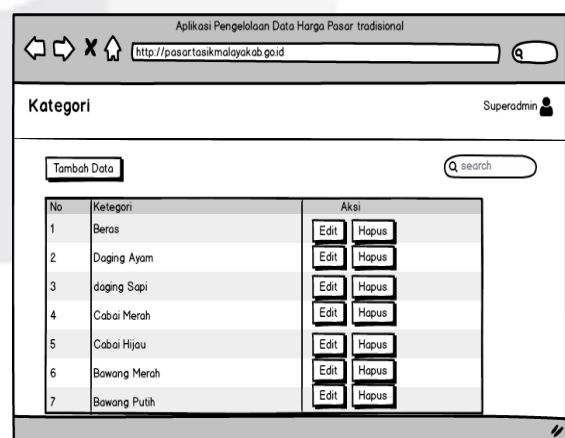 Aplikasi Pengelolaan Data Harga Pasar tradisional
http://pasar.tasikmalayakab.go.id
Kategori
Superadmin
Tambah Data
search
No Ketegori Aksi
1 Beras Edit Hapus
2 Daging Ayam Edit Hapus
3 daging Sapi Edit Hapus
4 Cabai Merah Edit Hapus
5 Cabai Hijau Edit Hapus
6 Bawang Merah Edit Hapus
7 Bawang Putih Edit Hapus